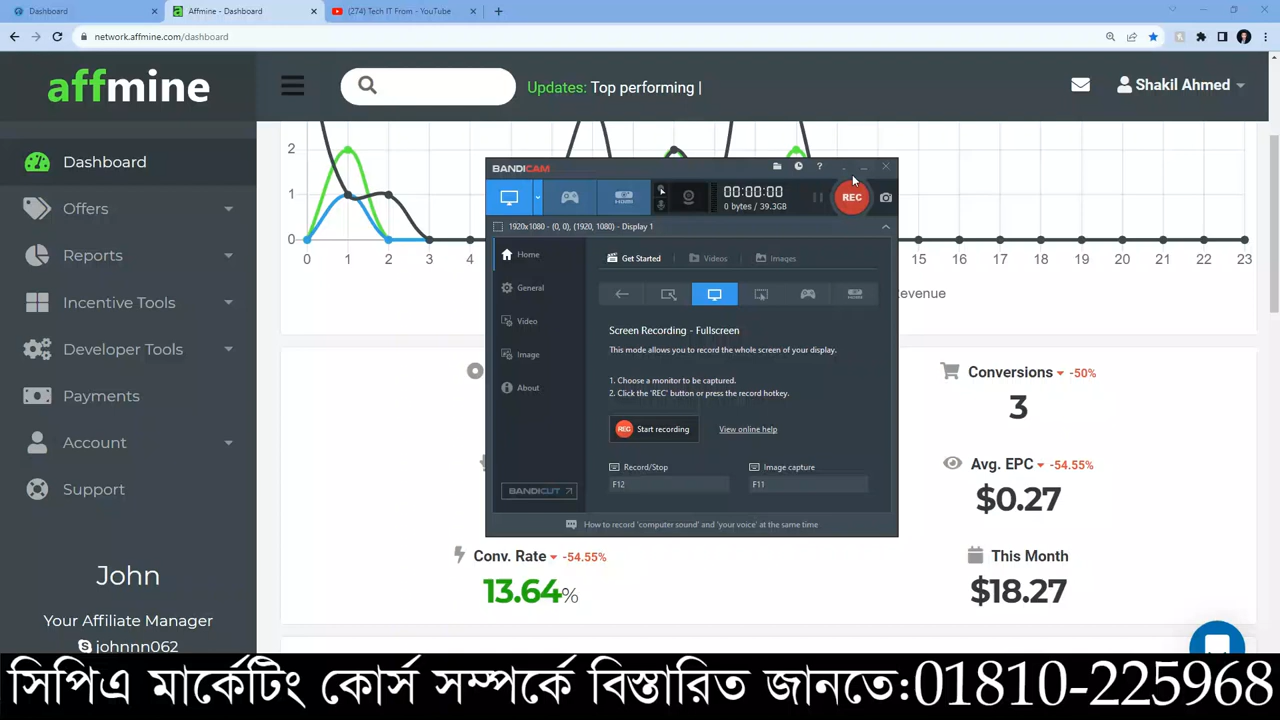 Dashboard
Affmine - Dashboard
(274) Tech IT From - YouTube
network.affmine.com/dashboard
affmine
Updates: Top performing |
Shakil Ahmed
Dashboard
Offers
Reports
Incentive Tools
Developer Tools
Payments
Account
Support
John
Your Affiliate Manager
johnnn062
2
1
0
0 1 2 3 4 15 16 17 18 19 20 21 22 23
evenue
BANDICAM
HDMI
00:00:00
0 bytes / 39.3GB
REC
1920x1080 - (0, 0), (1920, 1080) - Display 1
Home
General
Video
Image
About
BANDICUT
Get Started
Videos
Images
HDMI
Screen Recording - Fullscreen
This mode allows you to record the whole screen of your display.
1. Choose a monitor to be captured.
2. Click the 'REC' button or press the record hotkey.
REC Start recording
View online help
Record/Stop
F12
Image capture
F11
How to record 'computer sound' and 'your voice' at the same time
Conversions -50%
3
Avg. EPC -54.55%
$0.27
Conv. Rate -54.55%
13.64%
This Month
$18.27
সিপিএ মার্কেটিং কোর্স সম্পর্কে বিস্তারিত জানতেঃ01810-225968